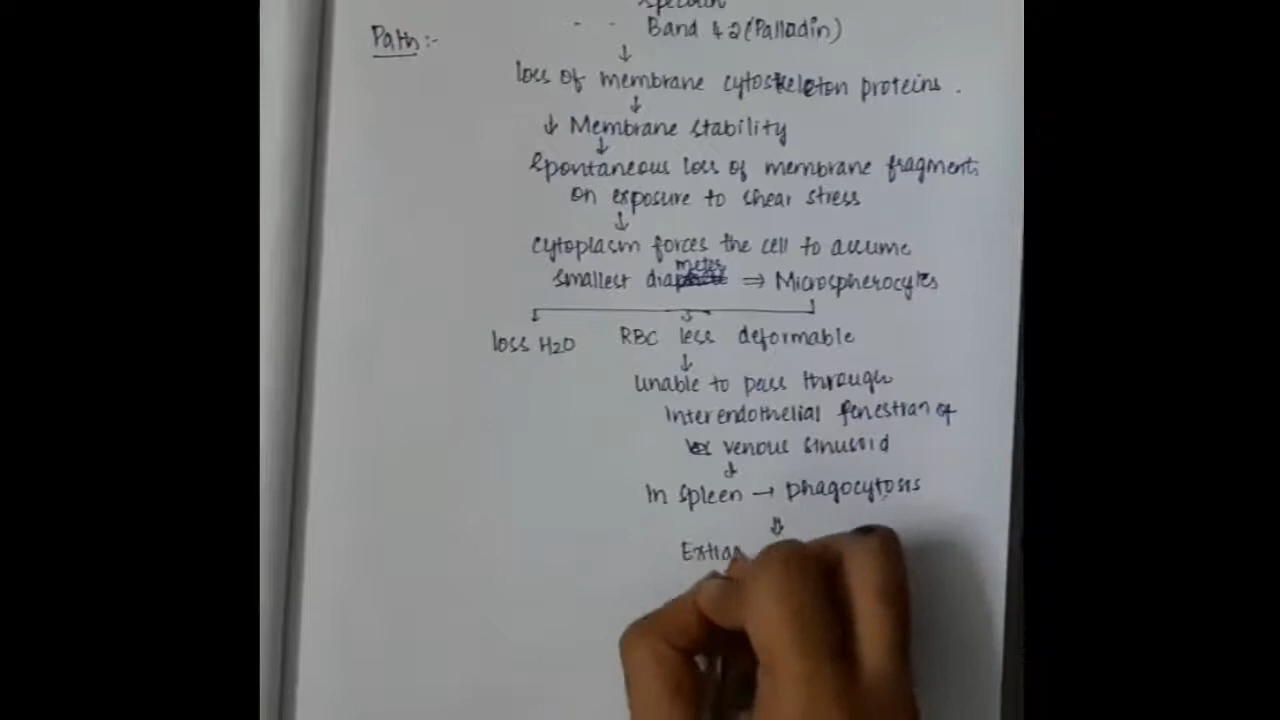 Path :-
Band 4.2 (Palladin)
↓
loss of membrane cytoskeleton proteins .
↓
↓ Membrane stability
↓
Spontaneous loss of membrane fragments
on exposure to shear stress
↓
cytoplasm forces the cell to assume
smallest diameter ⇒ Microspherocytes
loss H2O RBC less deformable
↓
Unable to pass through
Interendothelial fenestran of
venous sinusoid
↓
In spleen → phagocytosis
⇓
Extra